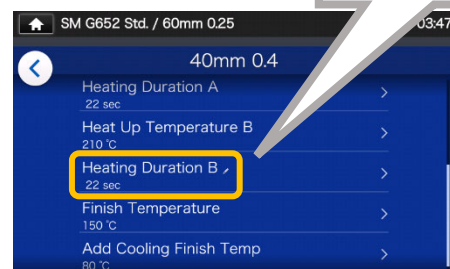 SM G652 Std. / 60mm 0.25
03:47
40mm 0.4
Heating Duration A
22 sec
Heat Up Temperature B
210 °C
Heating Duration B
22 sec
Finish Temperature
150 °C
Add Cooling Finish Temp
80 °C